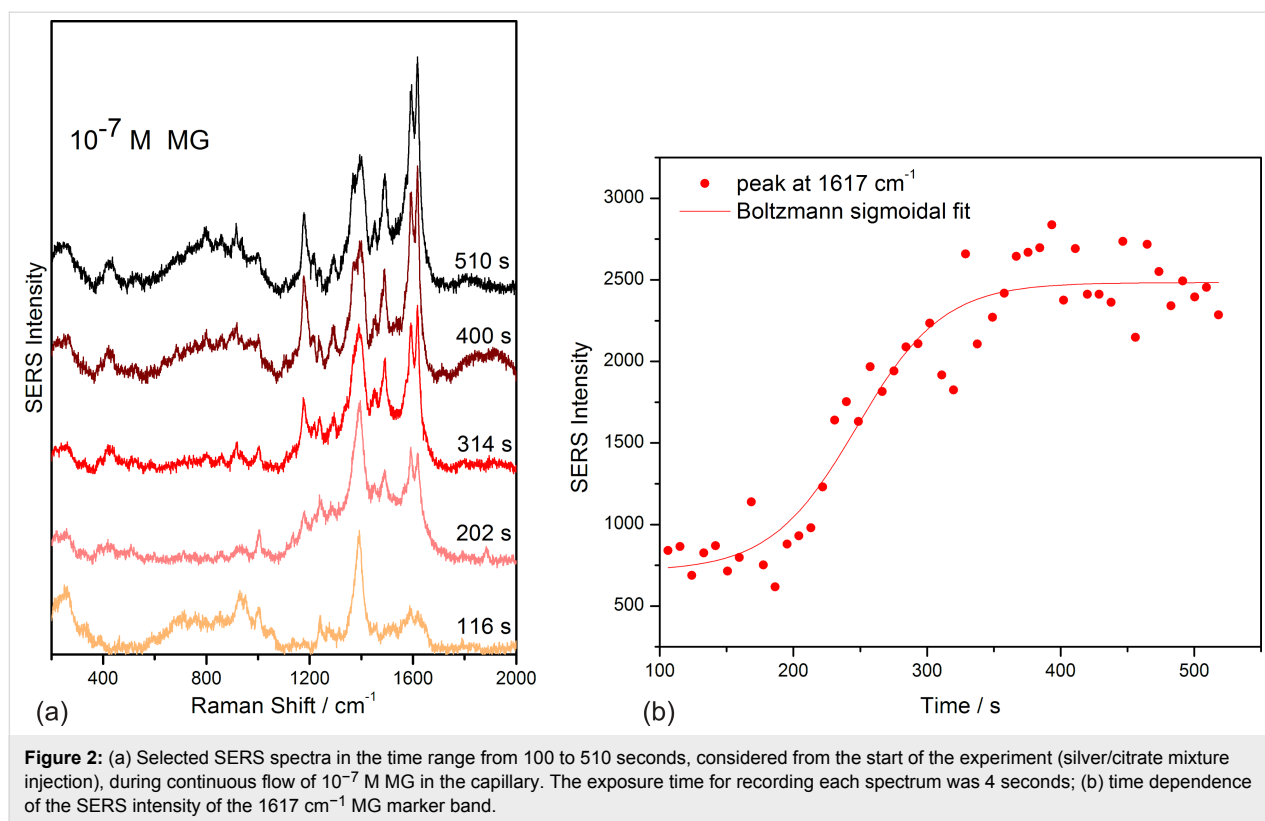 10⁻⁷ M MG
510 s
400 s
314 s
202 s
116 s
SERS Intensity
400 800 1200 1600 2000
Raman Shift / cm⁻¹
(a)
peak at 1617 cm⁻¹
Boltzmann sigmoidal fit
3000
2500
2000
1500
1000
500
SERS Intensity
100 200 300 400 500
Time / s
(b)
Figure 2: (a) Selected SERS spectra in the time range from 100 to 510 seconds, considered from the start of the experiment (silver/citrate mixture
injection), during continuous flow of 10⁻⁷ M MG in the capillary. The exposure time for recording each spectrum was 4 seconds; (b) time dependence
of the SERS intensity of the 1617 cm⁻¹ MG marker band.